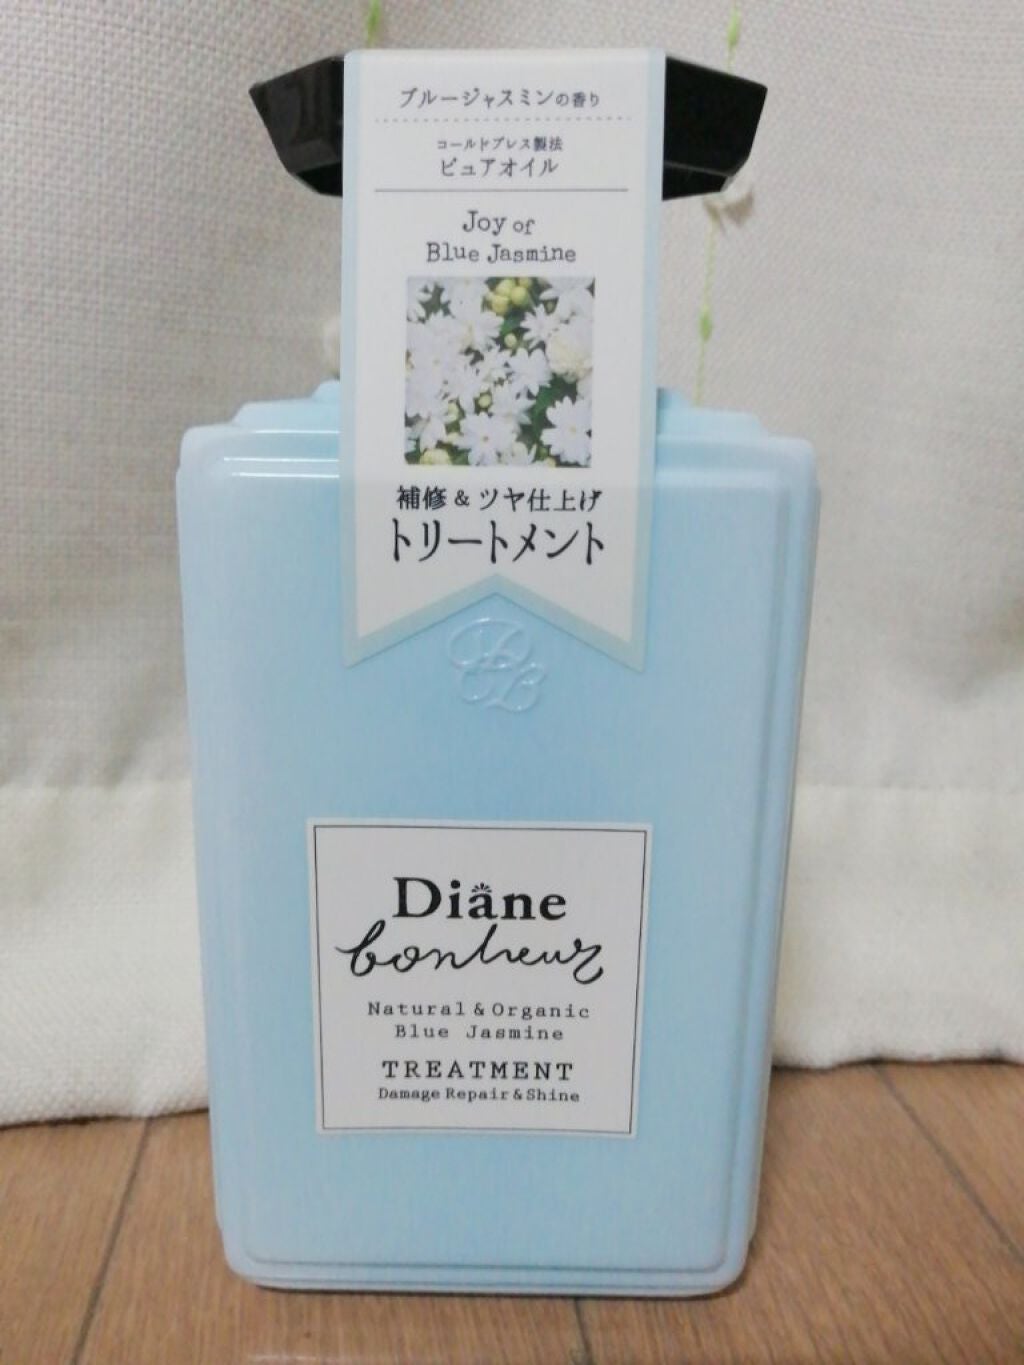 ブルージャスミンの香り
コールドプレス製法
ピュアオイル
Joy of
Blue Jasmine
補修 & ツヤ仕上げ
トリートメント
Diane
bonheur
Natural & Organic
Blue Jasmine
TREATMENT
Damage Repair & Shine